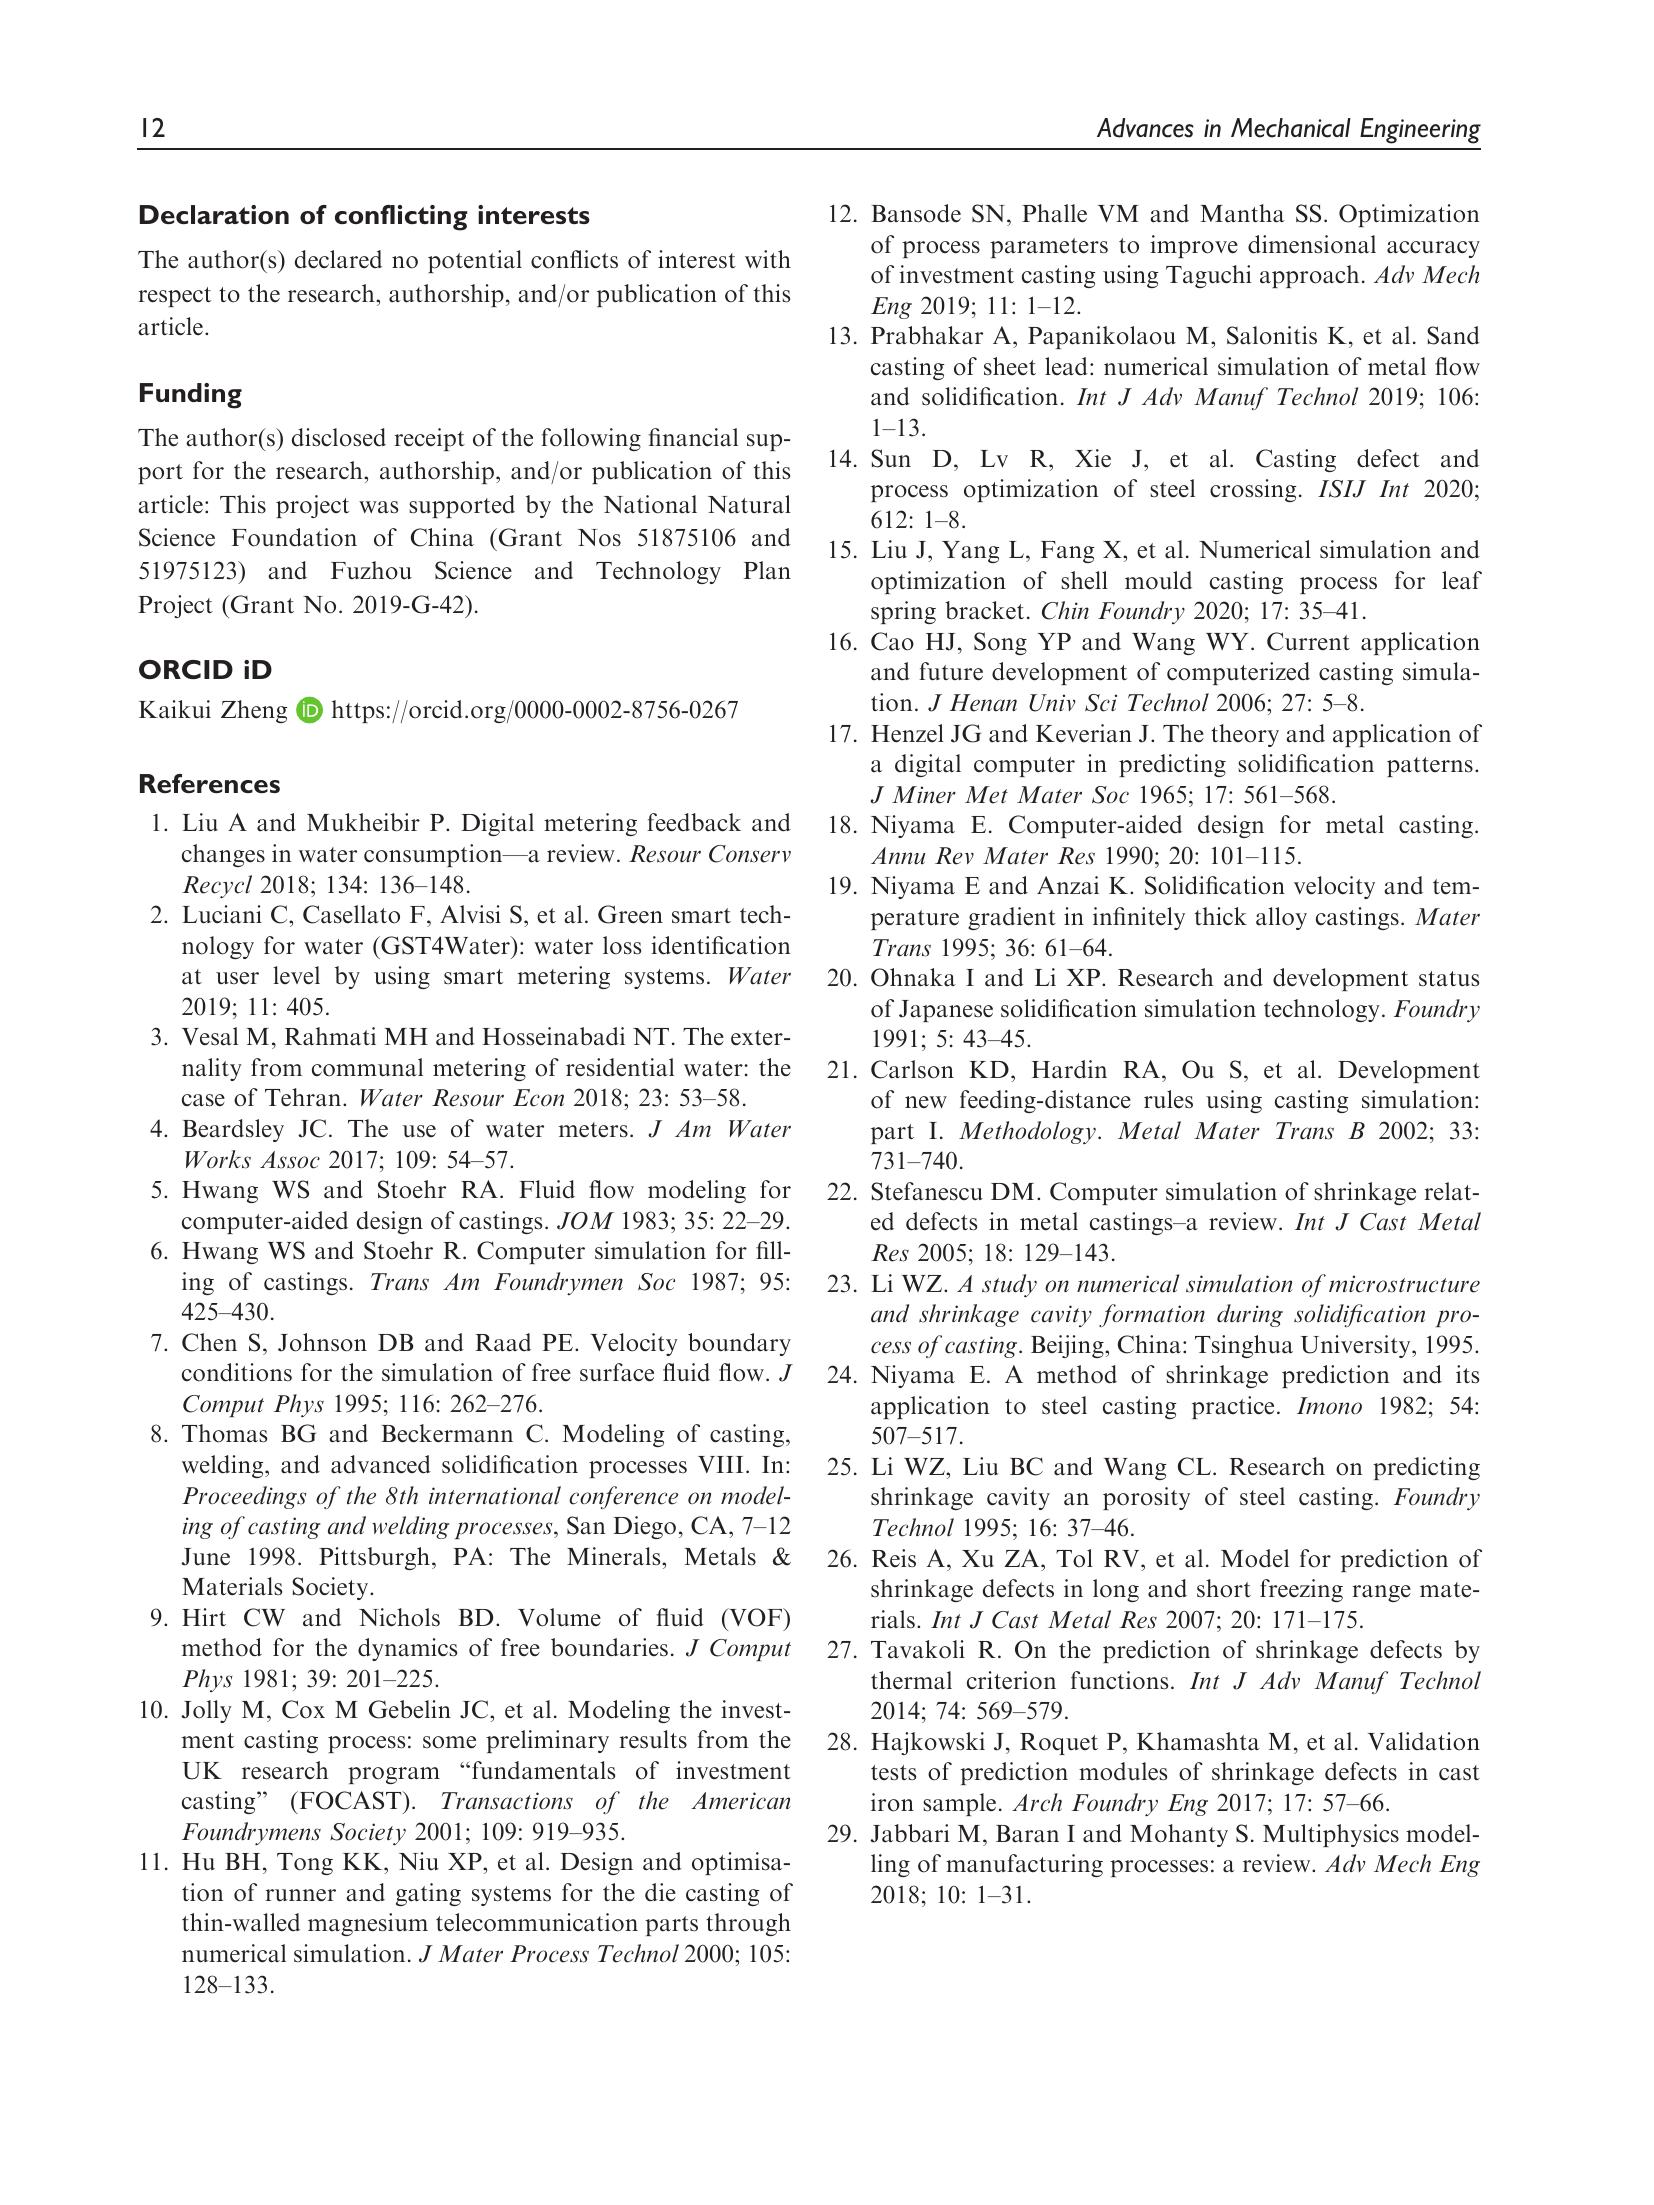 12
Advances in Mechanical Engineering
Declaration of conflicting interests
The author(s) declared no potential conflicts of interest with
respect to the research, authorship, and/or publication of this
article.
Funding
The author(s) disclosed receipt of the following financial sup-
port for the research, authorship, and/or publication of this
article: This project was supported by the National Natural
Science Foundation of China (Grant Nos 51875106 and
51975123) and Fuzhou Science and Technology Plan
Project (Grant No. 2019-G-42).
ORCID iD
Kaikui Zheng iD https://orcid.org/0000-0002-8756-0267
References
1. Liu A and Mukheibir P. Digital metering feedback and
changes in water consumption—a review. Resour Conserv
Recycl 2018; 134: 136–148.
2. Luciani C, Casellato F, Alvisi S, et al. Green smart tech-
nology for water (GST4Water): water loss identification
at user level by using smart metering systems. Water
2019; 11: 405.
3. Vesal M, Rahmati MH and Hosseinabadi NT. The exter-
nality from communal metering of residential water: the
case of Tehran. Water Resour Econ 2018; 23: 53–58.
4. Beardsley JC. The use of water meters. J Am Water
Works Assoc 2017; 109: 54–57.
5. Hwang WS and Stoehr RA. Fluid flow modeling for
computer-aided design of castings. JOM 1983; 35: 22–29.
6. Hwang WS and Stoehr R. Computer simulation for fill-
ing of castings. Trans Am Foundrymen Soc 1987; 95:
425–430.
7. Chen S, Johnson DB and Raad PE. Velocity boundary
conditions for the simulation of free surface fluid flow. J
Comput Phys 1995; 116: 262–276.
8. Thomas BG and Beckermann C. Modeling of casting,
welding, and advanced solidification processes VIII. In:
Proceedings of the 8th international conference on model-
ing of casting and welding processes, San Diego, CA, 7–12
June 1998. Pittsburgh, PA: The Minerals, Metals &
Materials Society.
9. Hirt CW and Nichols BD. Volume of fluid (VOF)
method for the dynamics of free boundaries. J Comput
Phys 1981; 39: 201–225.
10. Jolly M, Cox M Gebelin JC, et al. Modeling the invest-
ment casting process: some preliminary results from the
UK research program “fundamentals of investment
casting” (FOCAST). Transactions of the American
Foundrymens Society 2001; 109: 919–935.
11. Hu BH, Tong KK, Niu XP, et al. Design and optimisa-
tion of runner and gating systems for the die casting of
thin-walled magnesium telecommunication parts through
numerical simulation. J Mater Process Technol 2000; 105:
128–133.
12. Bansode SN, Phalle VM and Mantha SS. Optimization
of process parameters to improve dimensional accuracy
of investment casting using Taguchi approach. Adv Mech
Eng 2019; 11: 1–12.
13. Prabhakar A, Papanikolaou M, Salonitis K, et al. Sand
casting of sheet lead: numerical simulation of metal flow
and solidification. Int J Adv Manuf Technol 2019; 106:
1–13.
14. Sun D, Lv R, Xie J, et al. Casting defect and
process optimization of steel crossing. ISIJ Int 2020;
612: 1–8.
15. Liu J, Yang L, Fang X, et al. Numerical simulation and
optimization of shell mould casting process for leaf
spring bracket. Chin Foundry 2020; 17: 35–41.
16. Cao HJ, Song YP and Wang WY. Current application
and future development of computerized casting simula-
tion. J Henan Univ Sci Technol 2006; 27: 5–8.
17. Henzel JG and Keverian J. The theory and application of
a digital computer in predicting solidification patterns.
J Miner Met Mater Soc 1965; 17: 561–568.
18. Niyama E. Computer-aided design for metal casting.
Annu Rev Mater Res 1990; 20: 101–115.
19. Niyama E and Anzai K. Solidification velocity and tem-
perature gradient in infinitely thick alloy castings. Mater
Trans 1995; 36: 61–64.
20. Ohnaka I and Li XP. Research and development status
of Japanese solidification simulation technology. Foundry
1991; 5: 43–45.
21. Carlson KD, Hardin RA, Ou S, et al. Development
of new feeding-distance rules using casting simulation:
part I. Methodology. Metal Mater Trans B 2002; 33:
731–740.
22. Stefanescu DM. Computer simulation of shrinkage relat-
ed defects in metal castings–a review. Int J Cast Metal
Res 2005; 18: 129–143.
23. Li WZ. A study on numerical simulation of microstructure
and shrinkage cavity formation during solidification pro-
cess of casting. Beijing, China: Tsinghua University, 1995.
24. Niyama E. A method of shrinkage prediction and its
application to steel casting practice. Imono 1982; 54:
507–517.
25. Li WZ, Liu BC and Wang CL. Research on predicting
shrinkage cavity an porosity of steel casting. Foundry
Technol 1995; 16: 37–46.
26. Reis A, Xu ZA, Tol RV, et al. Model for prediction of
shrinkage defects in long and short freezing range mate-
rials. Int J Cast Metal Res 2007; 20: 171–175.
27. Tavakoli R. On the prediction of shrinkage defects by
thermal criterion functions. Int J Adv Manuf Technol
2014; 74: 569–579.
28. Hajkowski J, Roquet P, Khamashta M, et al. Validation
tests of prediction modules of shrinkage defects in cast
iron sample. Arch Foundry Eng 2017; 17: 57–66.
29. Jabbari M, Baran I and Mohanty S. Multiphysics model-
ling of manufacturing processes: a review. Adv Mech Eng
2018; 10: 1–31.